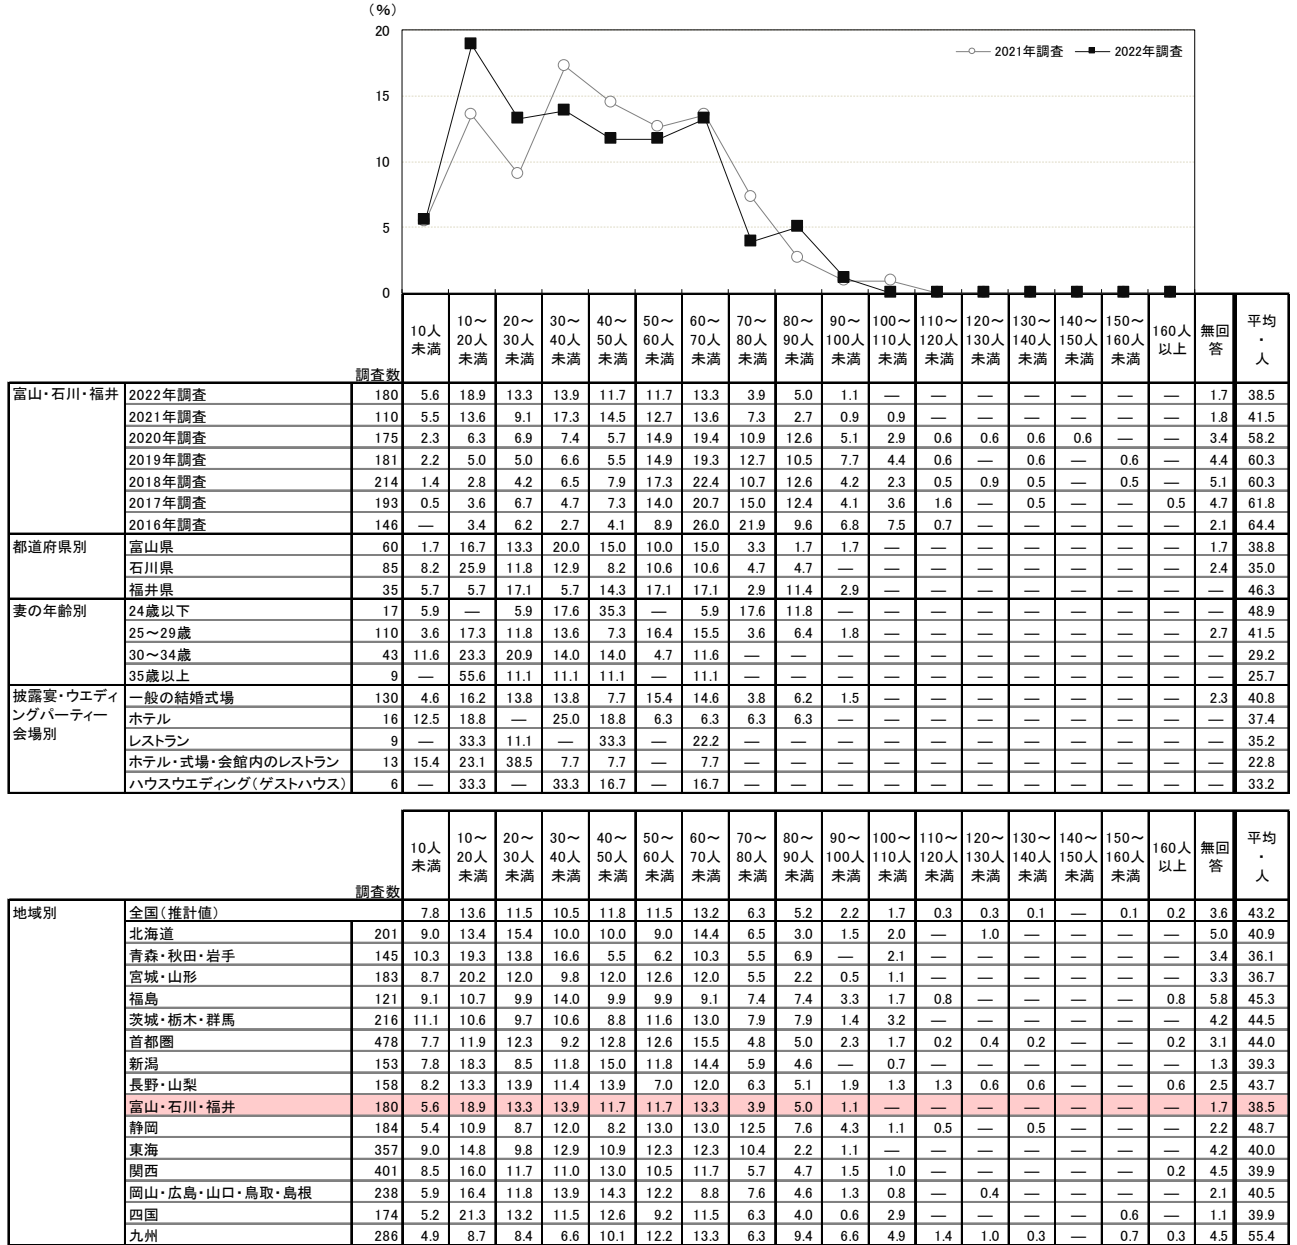 （％）
20
15
10
5
0
2021年調査 2022年調査
調査数 10人未満 10～20人未満 20～30人未満 30～40人未満 40～50人未満 50～60人未満 60～70人未満 70～80人未満 80～90人未満 90～100人未満 100～110人未満 110～120人未満 120～130人未満 130～140人未満 140～150人未満 150～160人未満 160人以上 無回答 平均・人
富山・石川・福井 2022年調査 180 5.6 18.9 13.3 13.9 11.7 11.7 13.3 3.9 5.0 1.1 — — — — — — — 1.7 38.5
2021年調査 110 5.5 13.6 9.1 17.3 14.5 12.7 13.6 7.3 2.7 0.9 0.9 — — — — — — 1.8 41.5
2020年調査 175 2.3 6.3 6.9 7.4 5.7 14.9 19.4 10.9 12.6 5.1 2.9 0.6 0.6 0.6 0.6 — — 3.4 58.2
2019年調査 181 2.2 5.0 5.0 6.6 5.5 14.9 19.3 12.7 10.5 7.7 4.4 0.6 — 0.6 — 0.6 — 4.4 60.3
2018年調査 214 1.4 2.8 4.2 6.5 7.9 17.3 22.4 10.7 12.6 4.2 2.3 0.5 0.9 0.5 — 0.5 — 5.1 60.3
2017年調査 193 0.5 3.6 6.7 4.7 7.3 14.0 20.7 15.0 12.4 4.1 3.6 1.6 — 0.5 — — 0.5 4.7 61.8
2016年調査 146 — 3.4 6.2 2.7 4.1 8.9 26.0 21.9 9.6 6.8 7.5 0.7 — — — — — 2.1 64.4
都道府県別 富山県 60 1.7 16.7 13.3 20.0 15.0 10.0 15.0 3.3 1.7 1.7 — — — — — — — 1.7 38.8
石川県 85 8.2 25.9 11.8 12.9 8.2 10.6 10.6 4.7 4.7 — — — — — — — — 2.4 35.0
福井県 35 5.7 5.7 17.1 5.7 14.3 17.1 17.1 2.9 11.4 2.9 — — — — — — — — 46.3
妻の年齢別 24歳以下 17 5.9 — 5.9 17.6 35.3 — 5.9 17.6 11.8 — — — — — — — — — 48.9
25～29歳 110 3.6 17.3 11.8 13.6 7.3 16.4 15.5 3.6 6.4 1.8 — — — — — — — 2.7 41.5
30～34歳 43 11.6 23.3 20.9 14.0 14.0 4.7 11.6 — — — — — — — — — — — 29.2
35歳以上 9 — 55.6 11.1 11.1 11.1 — 11.1 — — — — — — — — — — — 25.7
披露宴・ウエディングパーティー会場別 一般の結婚式場 130 4.6 16.2 13.8 13.8 7.7 15.4 14.6 3.8 6.2 1.5 — — — — — — — 2.3 40.8
ホテル 16 12.5 18.8 — 25.0 18.8 6.3 6.3 6.3 6.3 — — — — — — — — — 37.4
レストラン 9 — 33.3 11.1 — 33.3 — 22.2 — — — — — — — — — — — 35.2
ホテル・式場・会館内のレストラン 13 15.4 23.1 38.5 7.7 7.7 — 7.7 — — — — — — — — — — — 22.8
ハウスウエディング（ゲストハウス） 6 — 33.3 — 33.3 16.7 — 16.7 — — — — — — — — — — — 33.2
調査数 10人未満 10～20人未満 20～30人未満 30～40人未満 40～50人未満 50～60人未満 60～70人未満 70～80人未満 80～90人未満 90～100人未満 100～110人未満 110～120人未満 120～130人未満 130～140人未満 140～150人未満 150～160人未満 160人以上 無回答 平均・人
地域別 全国（推計値） 7.8 13.6 11.5 10.5 11.8 11.5 13.2 6.3 5.2 2.2 1.7 0.3 0.3 0.1 — 0.1 0.2 3.6 43.2
北海道 201 9.0 13.4 15.4 10.0 10.0 9.0 14.4 6.5 3.0 1.5 2.0 — 1.0 — — — — 5.0 40.9
青森・秋田・岩手 145 10.3 19.3 13.8 16.6 5.5 6.2 10.3 5.5 6.9 — 2.1 — — — — — — 3.4 36.1
宮城・山形 183 8.7 20.2 12.0 9.8 12.0 12.6 12.0 5.5 2.2 0.5 1.1 — — — — — — 3.3 36.7
福島 121 9.1 10.7 9.9 14.0 9.9 9.9 9.1 7.4 7.4 3.3 1.7 0.8 — — — — 0.8 5.8 45.3
茨城・栃木・群馬 216 11.1 10.6 9.7 10.6 8.8 11.6 13.0 7.9 7.9 1.4 3.2 — — — — — — 4.2 44.5
首都圏 478 7.7 11.9 12.3 9.2 12.8 12.6 15.5 4.8 5.0 2.3 1.7 0.2 0.4 0.2 — — 0.2 3.1 44.0
新潟 153 7.8 18.3 8.5 11.8 15.0 11.8 14.4 5.9 4.6 — 0.7 — — — — — — 1.3 39.3
長野・山梨 158 8.2 13.3 13.9 11.4 13.9 7.0 12.0 6.3 5.1 1.9 1.3 1.3 0.6 0.6 — — 0.6 2.5 43.7
富山・石川・福井 180 5.6 18.9 13.3 13.9 11.7 11.7 13.3 3.9 5.0 1.1 — — — — — — — 1.7 38.5
静岡 184 5.4 10.9 8.7 12.0 8.2 13.0 13.0 12.5 7.6 4.3 1.1 0.5 — 0.5 — — — 2.2 48.7
東海 357 9.0 14.8 9.8 12.9 10.9 12.3 12.3 10.4 2.2 1.1 — — — — — — — 4.2 40.0
関西 401 8.5 16.0 11.7 11.0 13.0 10.5 11.7 5.7 4.7 1.5 1.0 — — — — — 0.2 4.5 39.9
岡山・広島・山口・鳥取・島根 238 5.9 16.4 11.8 13.9 14.3 12.2 8.8 7.6 4.6 1.3 0.8 — 0.4 — — — — 2.1 40.5
四国 174 5.2 21.3 13.2 11.5 12.6 9.2 11.5 6.3 4.0 0.6 2.9 — — — — 0.6 — 1.1 39.9
九州 286 4.9 8.7 8.4 6.6 10.1 12.2 13.3 6.3 9.4 6.6 4.9 1.4 1.0 0.3 — 0.7 0.3 4.5 55.4